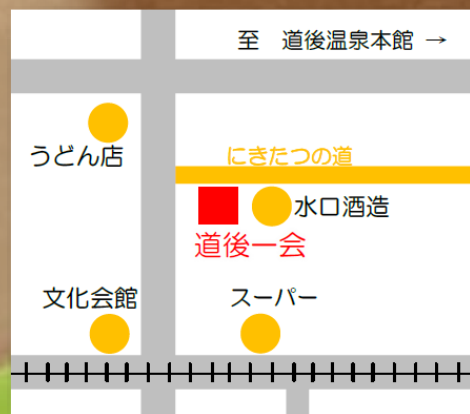 至　道後温泉本館 →
うどん店
にきたつの道
水口酒造
道後一会
文化会館
スーパー